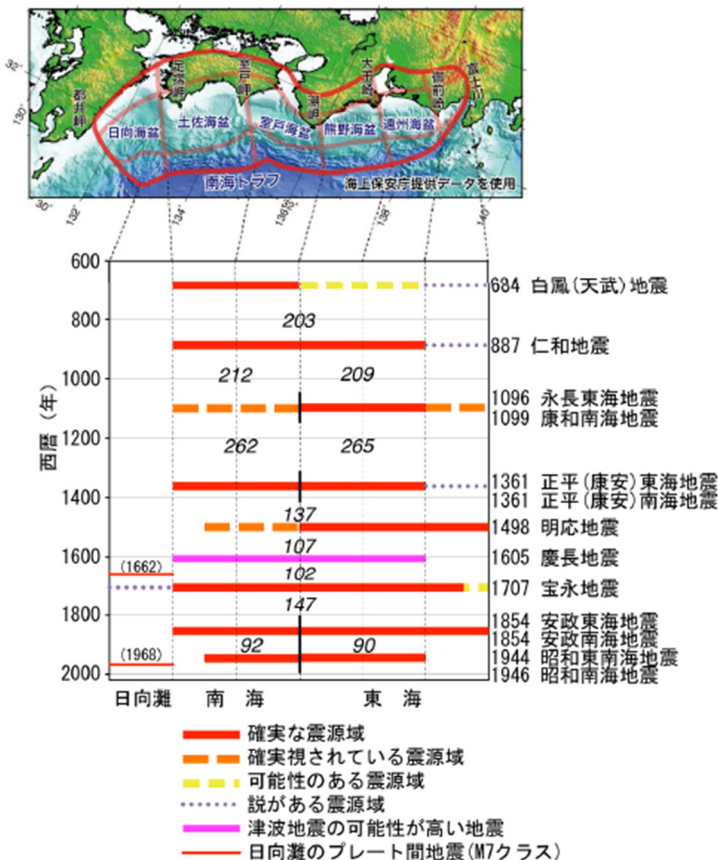 32°
130°
都井岬
足摺岬
室戸岬
潮岬
大王崎
御前崎
富士川
日向海盆
土佐海盆
室戸海盆
熊野海盆
遠州海盆
南海トラフ
海上保安庁提供データを使用
30°
132°
134°
136°
138°
140°
西暦（年）
600
684 白鳳（天武）地震
203
800
887 仁和地震
212
209
1000
1096 永長東海地震
1099 康和南海地震
262
265
1200
1361 正平（康安）東海地震
1361 正平（康安）南海地震
1400
137
1498 明応地震
107
1600
1605 慶長地震
(1662)
102
1707 宝永地震
147
1800
1854 安政東海地震
1854 安政南海地震
92
90
(1968)
1944 昭和東南海地震
1946 昭和南海地震
2000
日向灘 南 海 東 海
確実な震源域
確実視されている震源域
可能性のある震源域
説がある震源域
津波地震の可能性が高い地震
日向灘のプレート間地震(M7クラス)